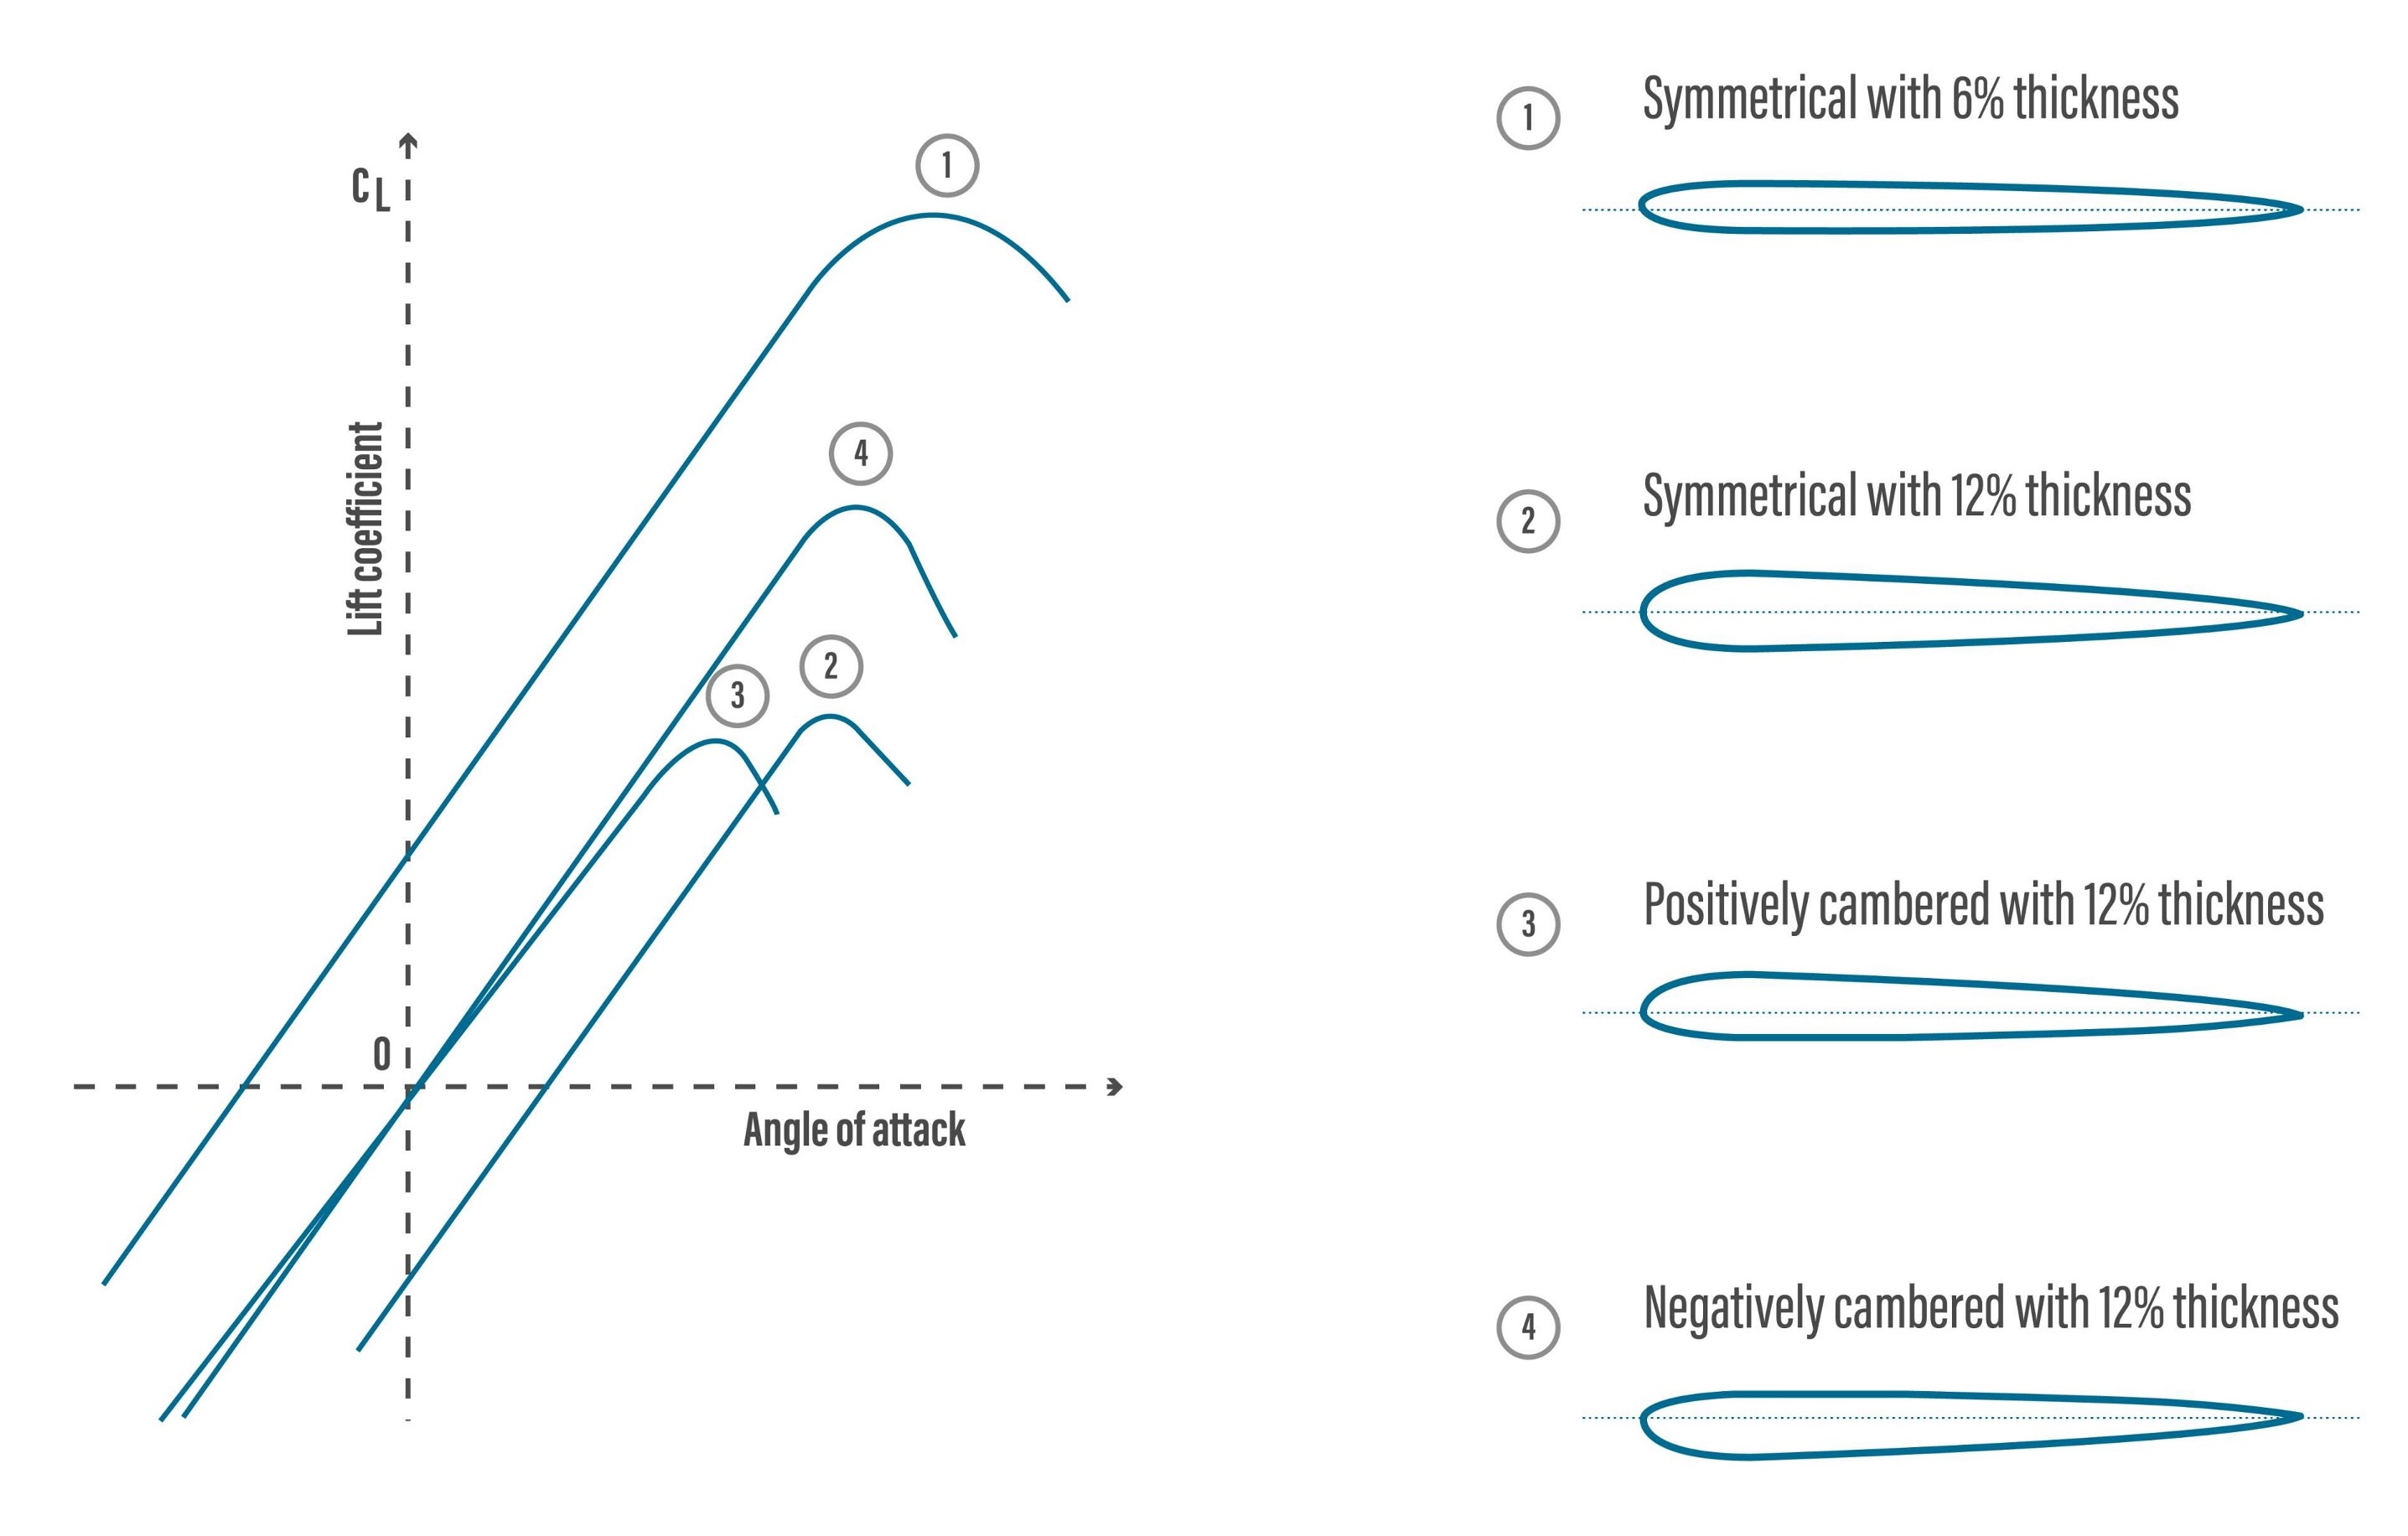 CL
Lift coefficient
0
Angle of attack
1
4
2
3
1
Symmetrical with 6% thickness
2
Symmetrical with 12% thickness
3
Positively cambered with 12% thickness
4
Negatively cambered with 12% thickness